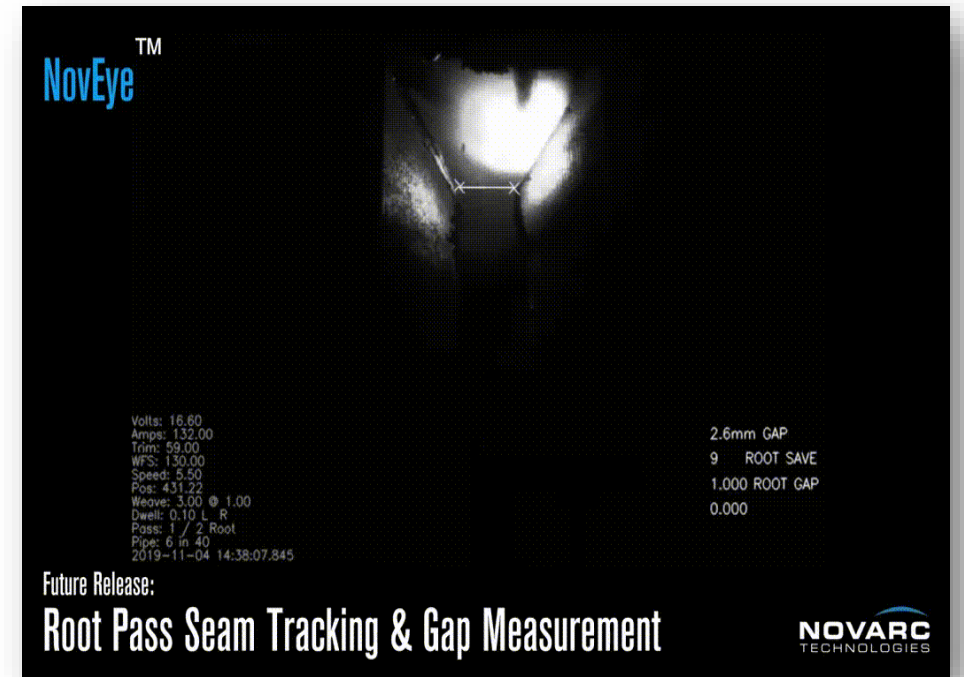 NovEye™
Volts: 16.60
Amps: 132.00
Trim: 59.00
WFS: 130.00
Speed: 5.50
Pos: 431.22
Weave: 3.00 @ 1.00
Dwell: 0.10 L R
Pass: 1 / 2 Root
Pipe: 6 in 40
2019-11-04 14:38:07.845
2.6mm GAP
9 ROOT SAVE
1.000 ROOT GAP
0.000
Future Release:
Root Pass Seam Tracking & Gap Measurement
NOVARC
TECHNOLOGIES